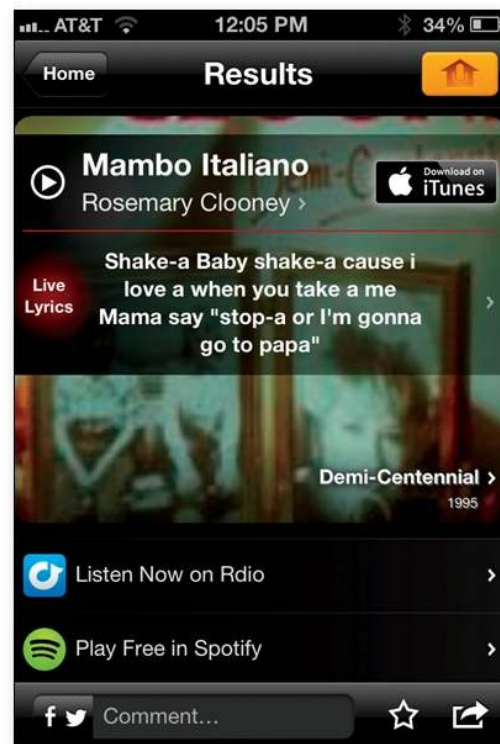 AT&T 12:05 PM 34%
Home Results
Mambo Italiano
Rosemary Clooney
Download on
iTunes
Live
Lyrics
Shake-a Baby shake-a cause i
love a when you take a me
Mama say "stop-a or I'm gonna
go to papa"
Demi-Centennial
1995
Listen Now on Rdio
Play Free in Spotify
Comment...